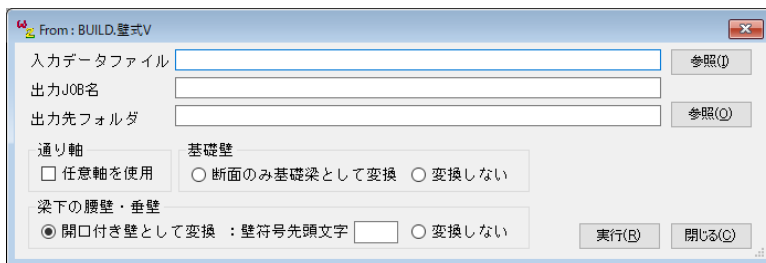 From : BUILD.壁式V
入力データファイル 参照(I)
出力JOB名
出力先フォルダ 参照(O)
通り軸 基礎壁
任意軸を使用 断面のみ基礎梁として変換 変換しない
梁下の腰壁・垂壁
開口付き壁として変換 ：壁符号先頭文字 変換しない 実行(R) 閉じる(C)